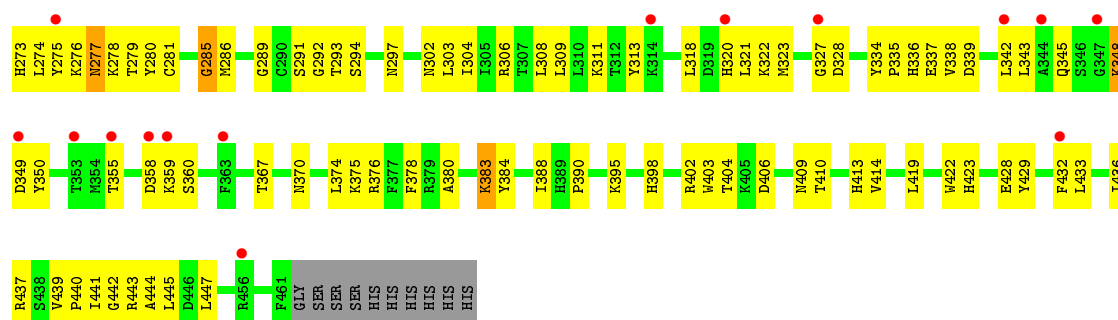 H273 L274 Y275 K276 N277 K278 T279 Y280 C281 G285 M286 G289 C290 S291 G292 T293 S294 N297 N302 L303 I304 I305 R306 T307 L308 L309 L310 K311 T312 Y313 K314 L318 D319 H320 L321 K322 M323 G327 D328 Y334 P335 H336 E337 V338 D339 L342 L343 A344 Q345 S346 G347
D349 Y350 T353 M354 T355 D358 K359 S360 F363 T367 N370 L374 K375 R376 F377 F378 R379 A380 K383 Y384 I388 H389 P390 K395 H398 R402 W403 T404 K405 D406 N409 T410 H413 V414 L419 W422 H423 E428 Y429 F432 L433
R437 S438 V439 P440 I441 G442 R443 A444 L445 D446 L447 R456 F461 GLY SER SER SER HIS HIS HIS HIS HIS HIS